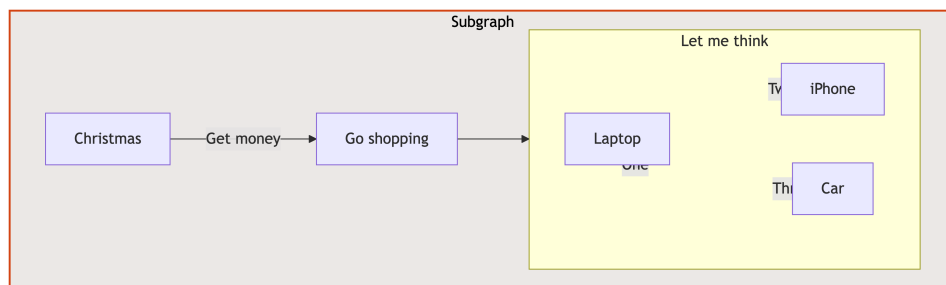 Subgraph
Let me think
Christmas
Get money
Go shopping
Laptop
One
iPhone
Car